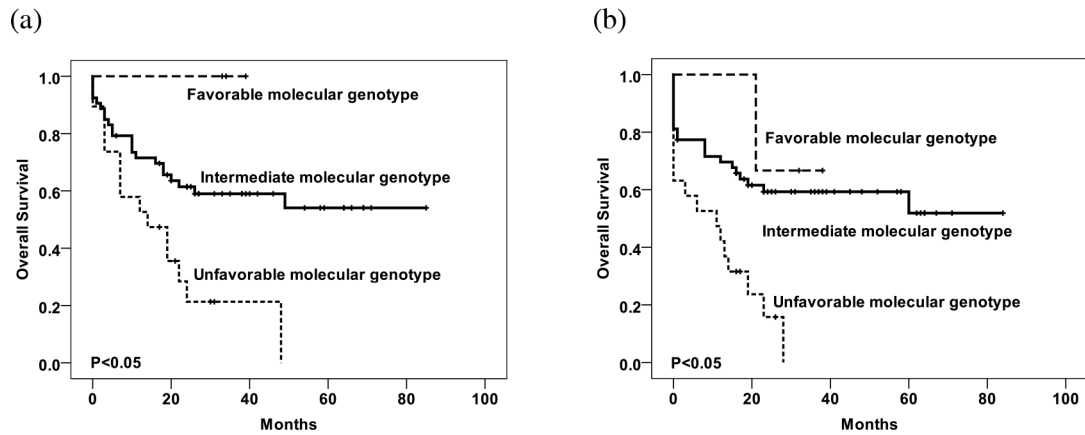 (a)
1.0
0.8
0.6
0.4
0.2
0.0
Overall Survival
Favorable molecular genotype
Intermediate molecular genotype
Unfavorable molecular genotype
P<0.05
0 20 40 60 80 100
Months
(b)
1.0
0.8
0.6
0.4
0.2
0.0
Overall Survival
Favorable molecular genotype
Intermediate molecular genotype
Unfavorable molecular genotype
P<0.05
0 20 40 60 80 100
Months